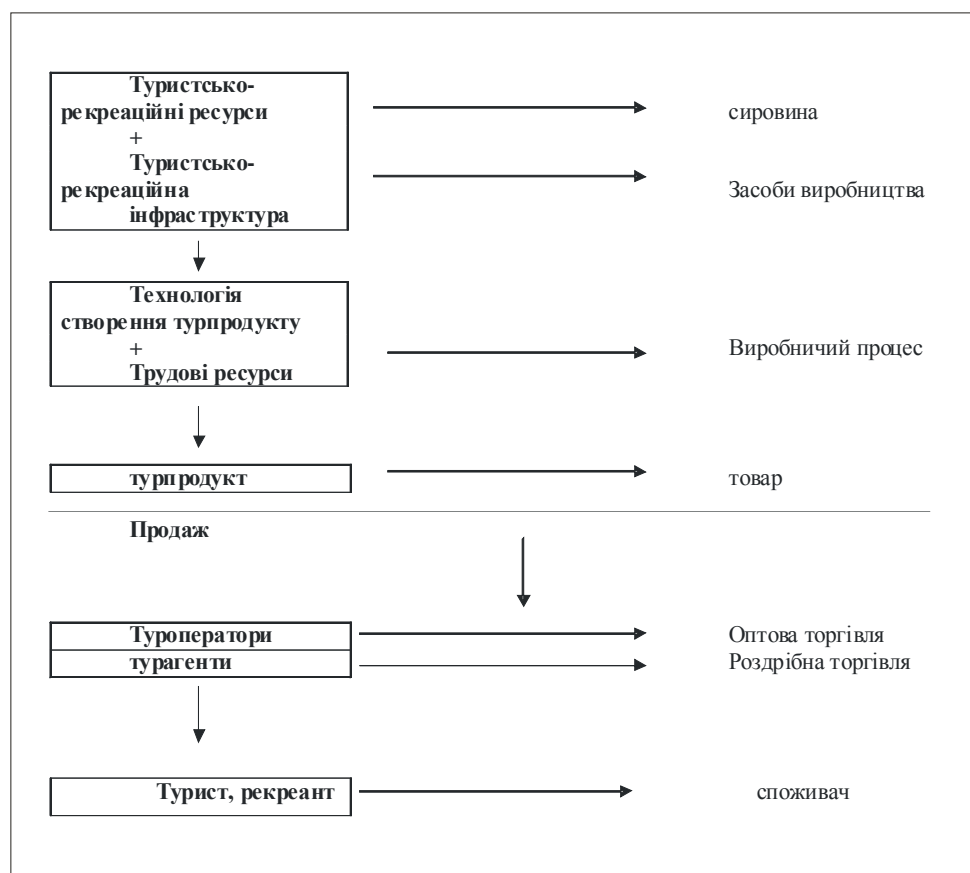 Туристсько-
рекреаційні ресурси
+
Туристсько-
рекреаційна
інфраструктура
сировина
Засоби виробництва
Технологія
створення турпродукту
+
Трудові ресурси
Виробничий процес
турпродукт
товар
Продаж
Туроператори
Оптова торгівля
турагенти
Роздрібна торгівля
Турист, рекреант
споживач